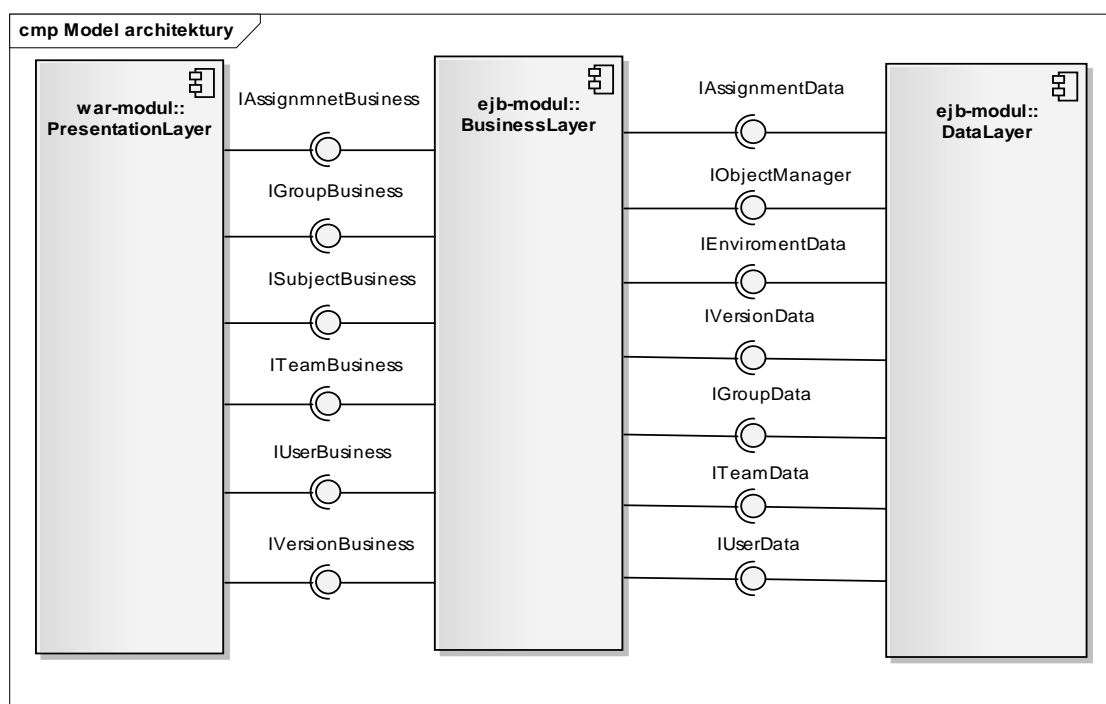 cmp Model architektury
war-modul::
PresentationLayer
IAssignmnetBusiness
IGroupBusiness
ISubjectBusiness
ITeamBusiness
IUserBusiness
IVersionBusiness
ejb-modul::
BusinessLayer
IAssignmentData
IObjectManager
IEnviromentData
IVersionData
IGroupData
ITeamData
IUserData
ejb-modul::
DataLayer